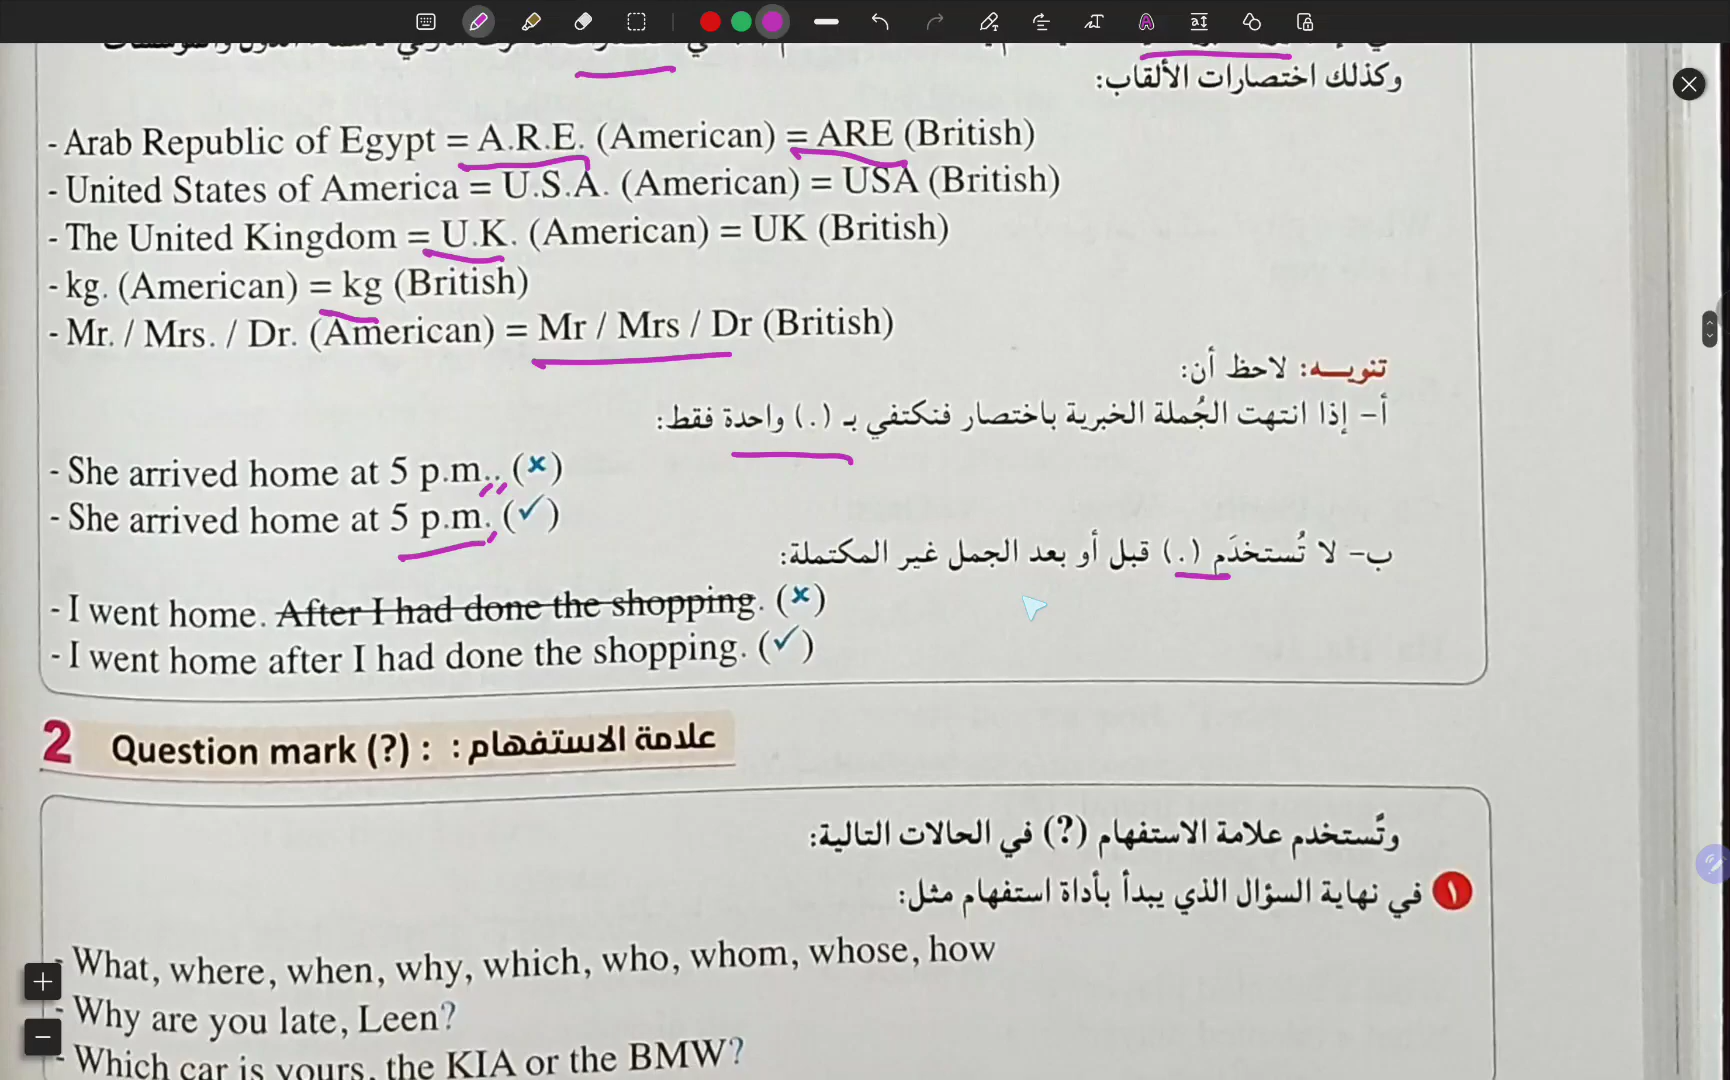 وكذلك اختصارات الألقاب:
- Arab Republic of Egypt = A.R.E. (American) = ARE (British)
- United States of America = U.S.A. (American) = USA (British)
- The United Kingdom = U.K. (American) = UK (British)
- kg. (American) = kg (British)
- Mr. / Mrs. / Dr. (American) = Mr / Mrs / Dr (British)
تنويـــه: لاحظ أن:
أ- إذا انتهت الجُملة الخبرية باختصار فنكتفي بـ (.) واحدة فقط:
- She arrived home at 5 p.m.. (×)
- She arrived home at 5 p.m. (✓)
ب- لا تُستخدَم (.) قبل أو بعد الجمل غير المكتملة:
- I went home. After I had done the shopping. (×)
- I went home after I had done the shopping. (✓)
2 Question mark (?) : علامة الاستفهام :
وتُستخدم علامة الاستفهام (?) في الحالات التالية:
١ في نهاية السؤال الذي يبدأ بأداة استفهام مثل:
- What, where, when, why, which, who, whom, whose, how
- Why are you late, Leen?
- Which car is yours, the KIA or the BMW?